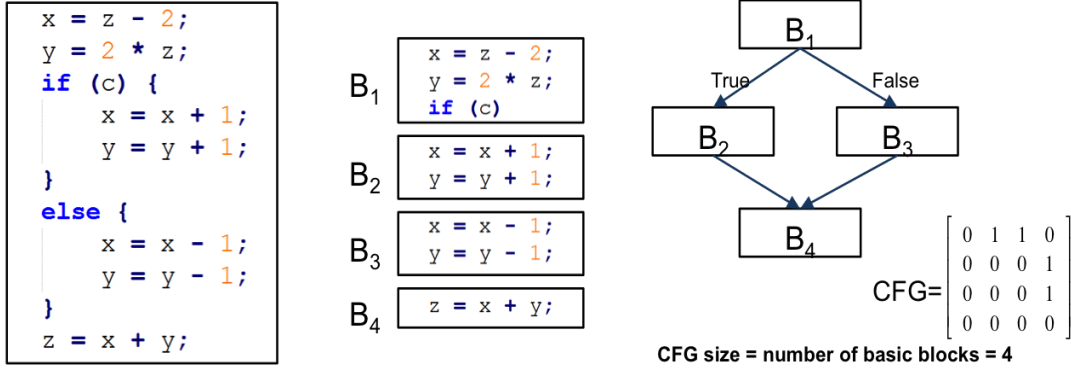 x = z - 2;
y = 2 * z;
if (c) {
x = x + 1;
y = y + 1;
}
else {
x = x - 1;
y = y - 1;
}
z = x + y;
B1
x = z - 2;
y = 2 * z;
if (c)
B2
x = x + 1;
y = y + 1;
B3
x = x - 1;
y = y - 1;
B4
z = x + y;
B1
True False
B2 B3
B4
CFG=
0 1 1 0
0 0 0 1
0 0 0 1
0 0 0 0
CFG size = number of basic blocks = 4